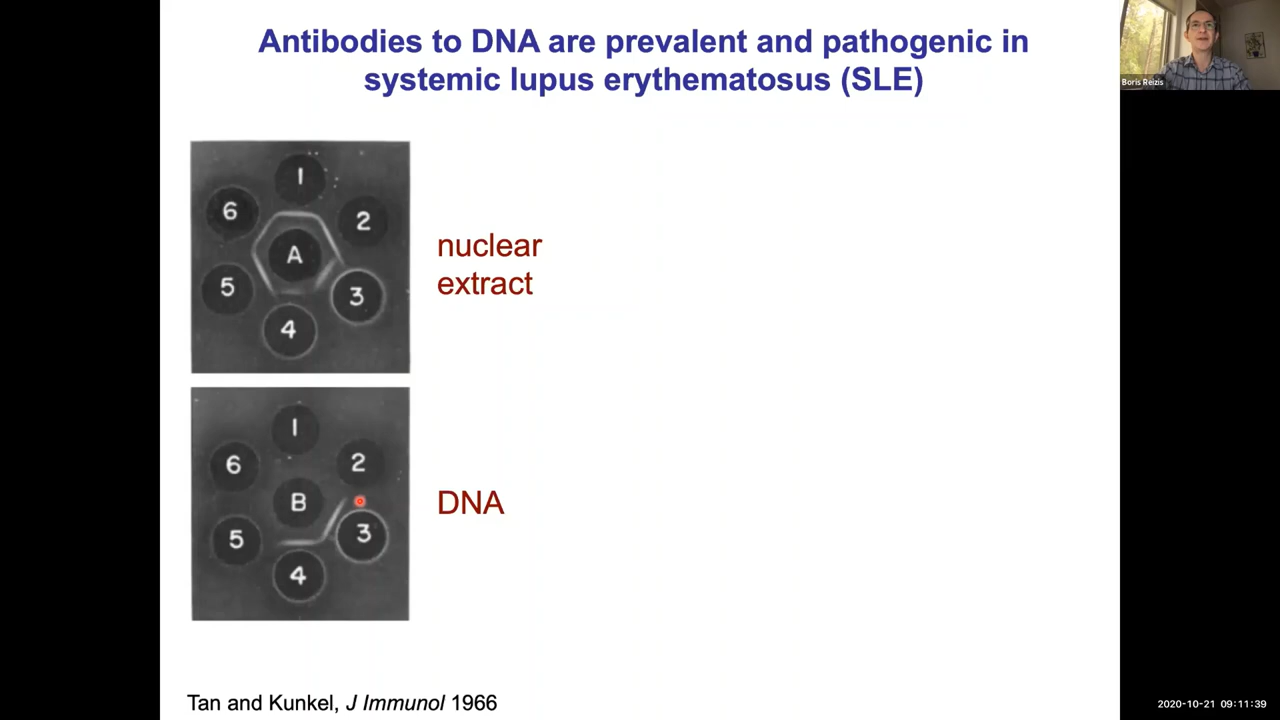 Antibodies to DNA are prevalent and pathogenic in
systemic lupus erythematosus (SLE)
Boris Reizis
1
6
2
A
5
3
4
nuclear
extract
1
6
2
B
5
3
4
DNA
Tan and Kunkel, J Immunol 1966
2020-10-21 09:11:39